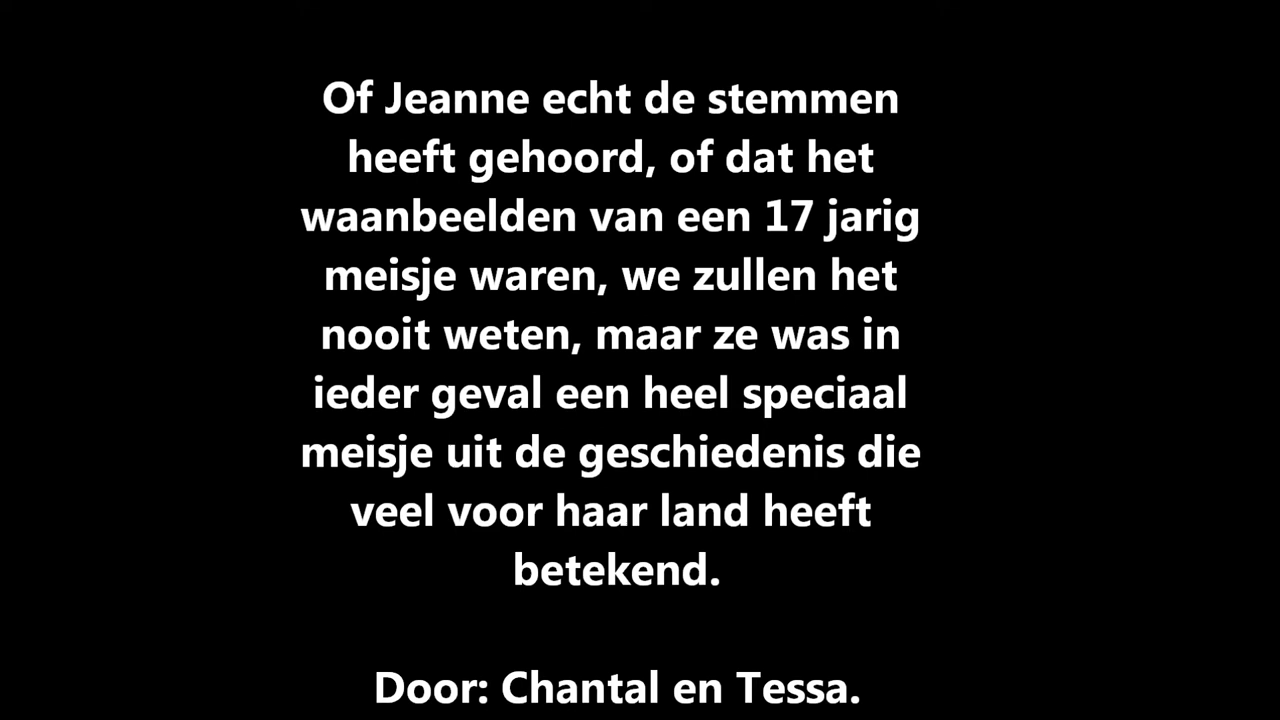 Of Jeanne echt de stemmen
heeft gehoord, of dat het
waanbeelden van een 17 jarig
meisje waren, we zullen het
nooit weten, maar ze was in
ieder geval een heel speciaal
meisje uit de geschiedenis die
veel voor haar land heeft
betekend.
Door: Chantal en Tessa.